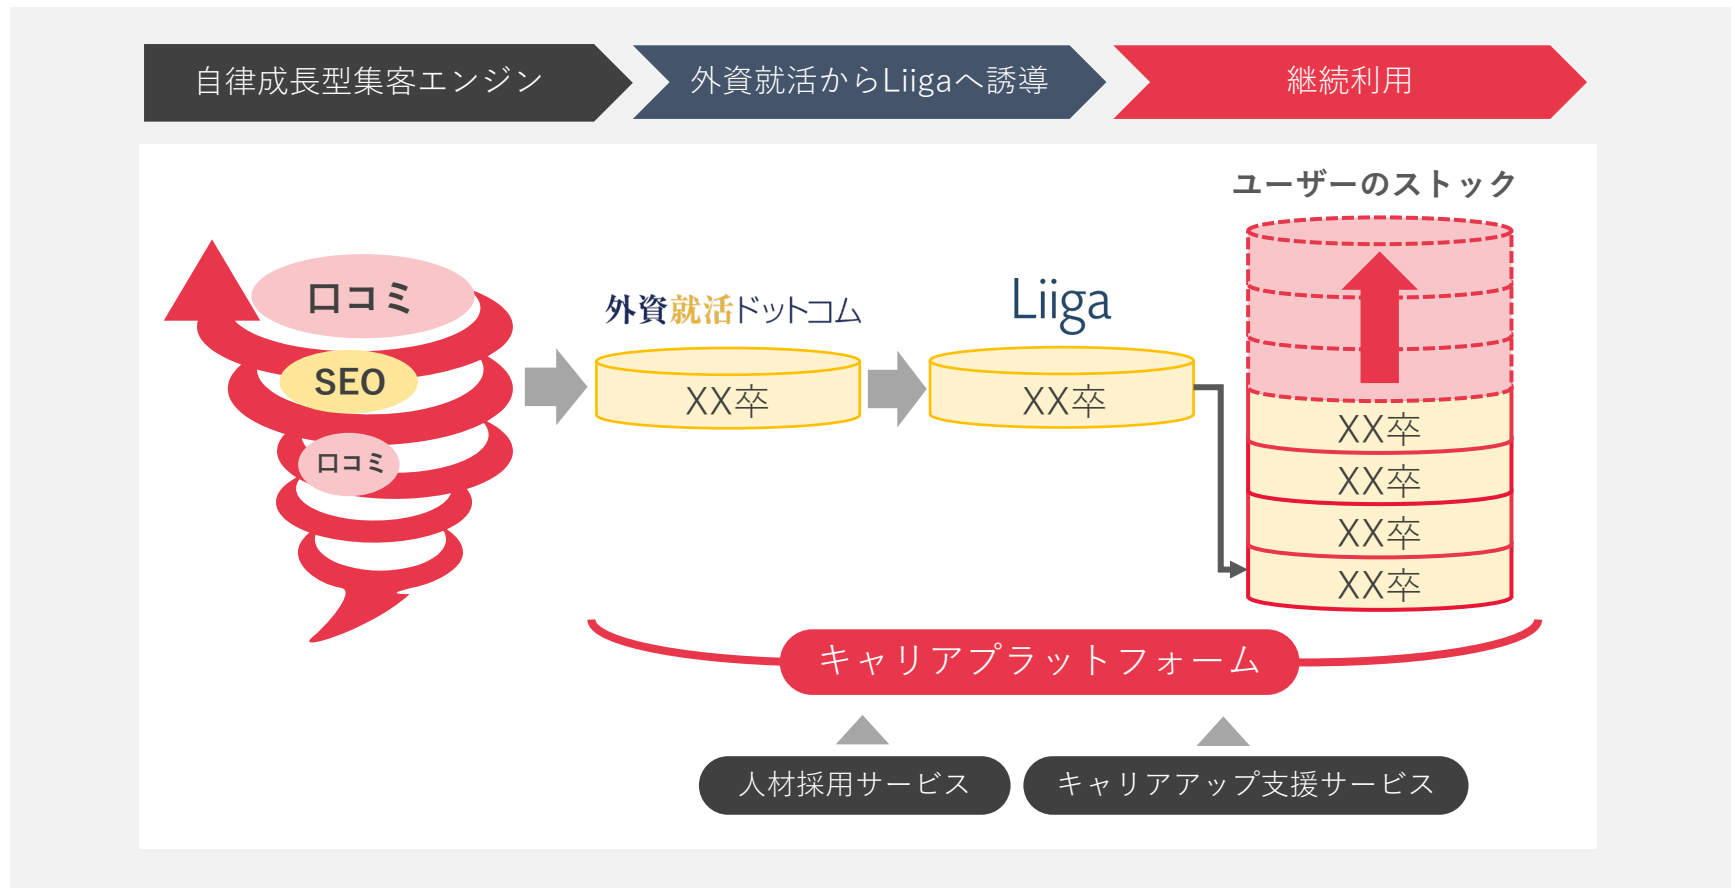 自律成長型集客エンジン
外資就活からLiigaへ誘導
継続利用
ユーザーのストック
口コミ
SEO
口コミ
外資就活ドットコム
XX卒
Liiga
XX卒
XX卒
XX卒
XX卒
XX卒
キャリアプラットフォーム
人材採用サービス
キャリアアップ支援サービス